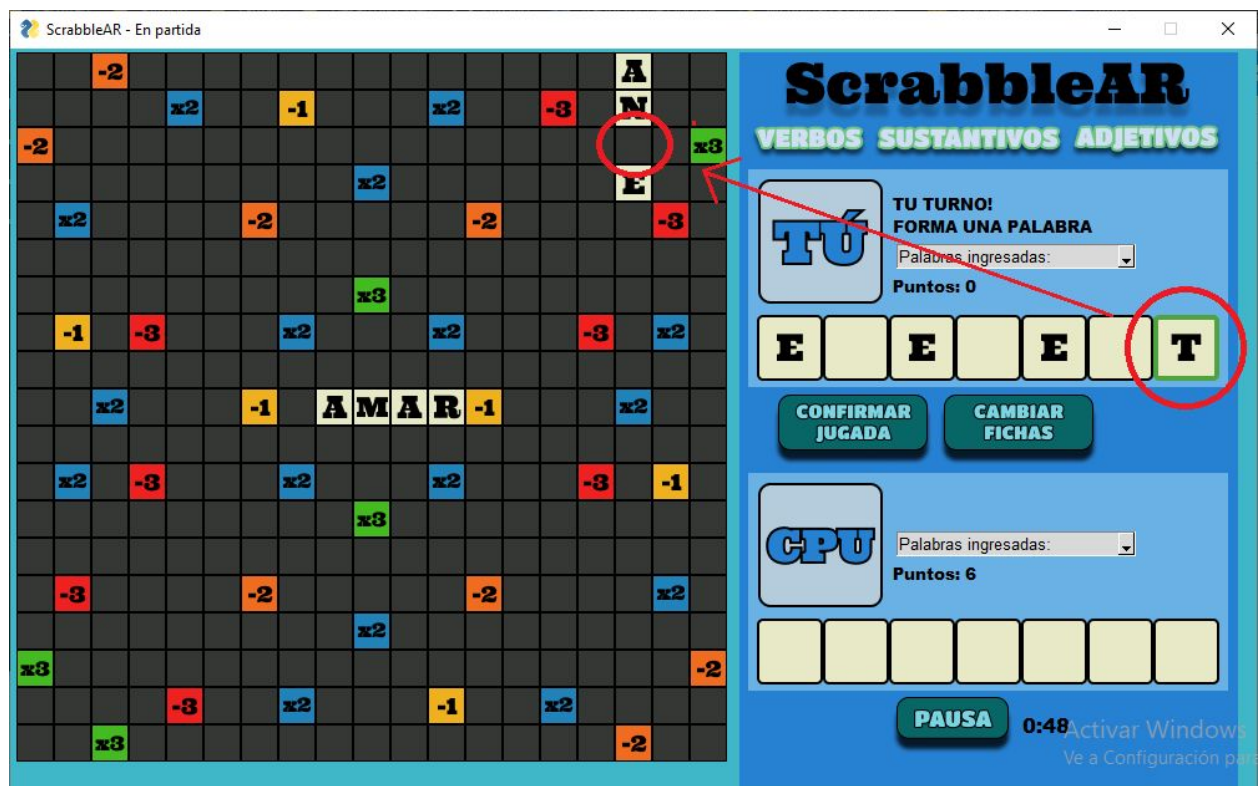 ScrabbleAR - En partida
-2 A
x2 -1 x2 -3 N
-2 x3
x2 E
x2 -2 -2 -3
x3
-1 -3 x2 x2 -3 x2
x2 -1 A M A R -1 x2
x2 -3 x2 x2 -3 -1
x3
-3 -2 -2 x2
x2
x3 -2
-3 x2 -1 x2
x3 -2
ScrabbleAR
VERBOS SUSTANTIVOS ADJETIVOS
TÚ
TU TURNO!
FORMA UNA PALABRA
Palabras ingresadas:
Puntos: 0
E E E T
CONFIRMAR
JUGADA
CAMBIAR
FICHAS
CPU
Palabras ingresadas:
Puntos: 6
PAUSA
0:48
Activar Windows
Ve a Configuración para